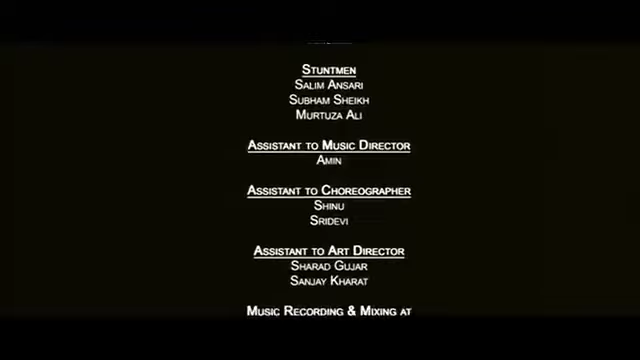 STUNTMEN
SALIM ANSARI
SUBHAM SHEIKH
MURTUZA ALI
ASSISTANT TO MUSIC DIRECTOR
AMIN
ASSISTANT TO CHOREOGRAPHER
SHINU
SRIDEVI
ASSISTANT TO ART DIRECTOR
SHARAD GUJAR
SANJAY KHARAT
MUSIC RECORDING & MIXING AT